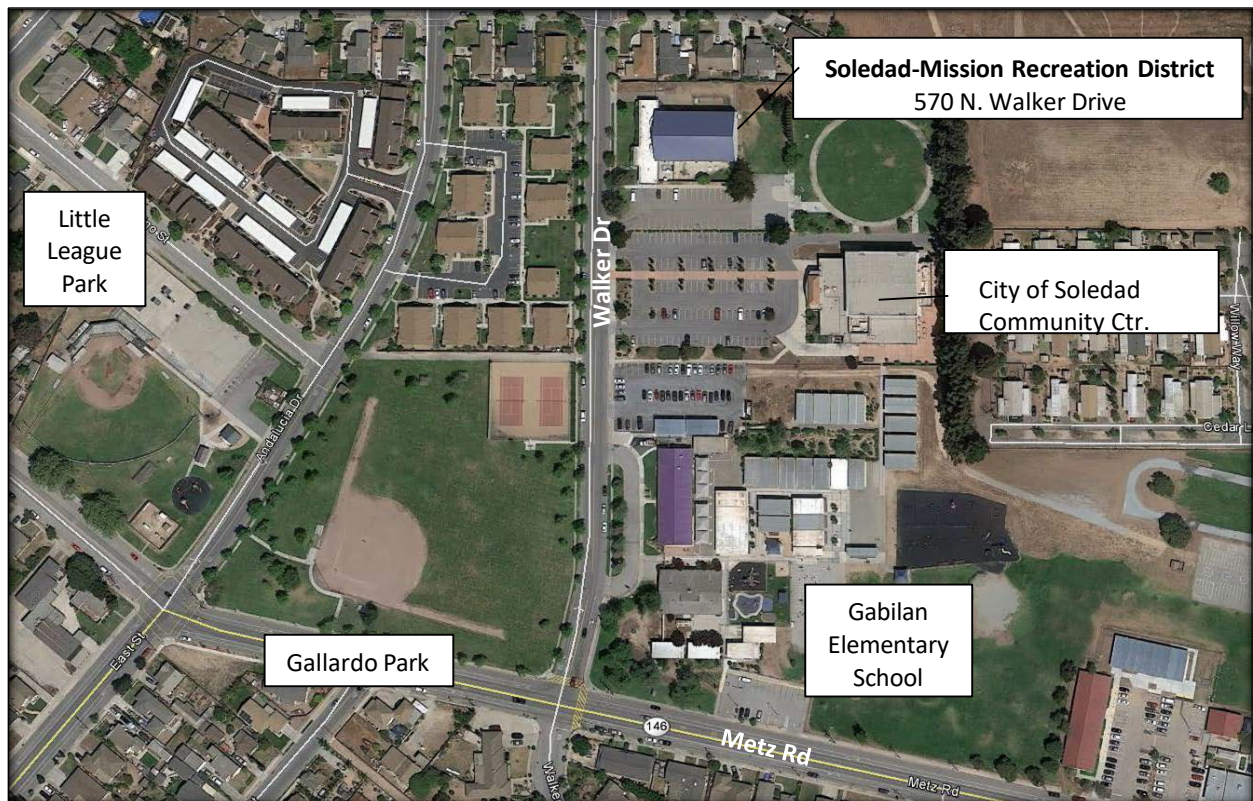 Soledad-Mission Recreation District
570 N. Walker Drive
Little
League
Park
Walker Dr
City of Soledad
Community Ctr.
Willow Way
Cedar L
Andalucia Dr
Gabilan
Elementary
School
Gallardo Park
East St
146
Metz Rd
Metz Rd
Walke